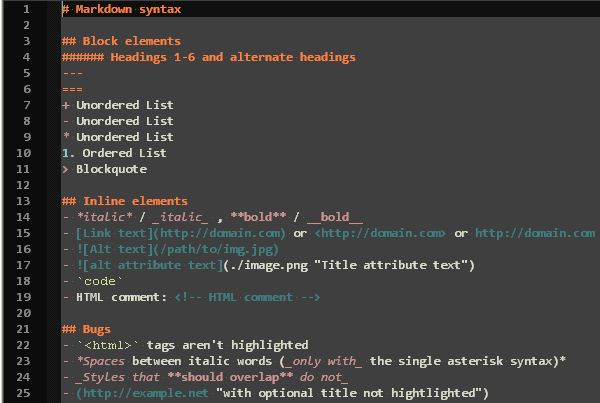 1 # Markdown syntax
2
3 ## Block elements
4 ###### Headings 1-6 and alternate headings
5 ---
6 ===
7 + Unordered List
8 - Unordered List
9 * Unordered List
10 1. Ordered List
11 > Blockquote
12
13 ## Inline elements
14 - *italic* / _italic_ , **bold** / __bold__
15 - [Link text](http://domain.com) or <http://domain.com> or http://domain.com
16 - ![Alt text](/path/to/img.jpg)
17 - ![alt attribute text](./image.png "Title attribute text")
18 - `code`
19 - HTML comment: <!-- HTML comment -->
20
21 ## Bugs
22 - `<html>` tags aren't highlighted
23 - *Spaces between italic words (_only with_ the single asterisk syntax)*
24 - _Styles that **should overlap** do not_
25 - (http://example.net "with optional title not hightlighted")